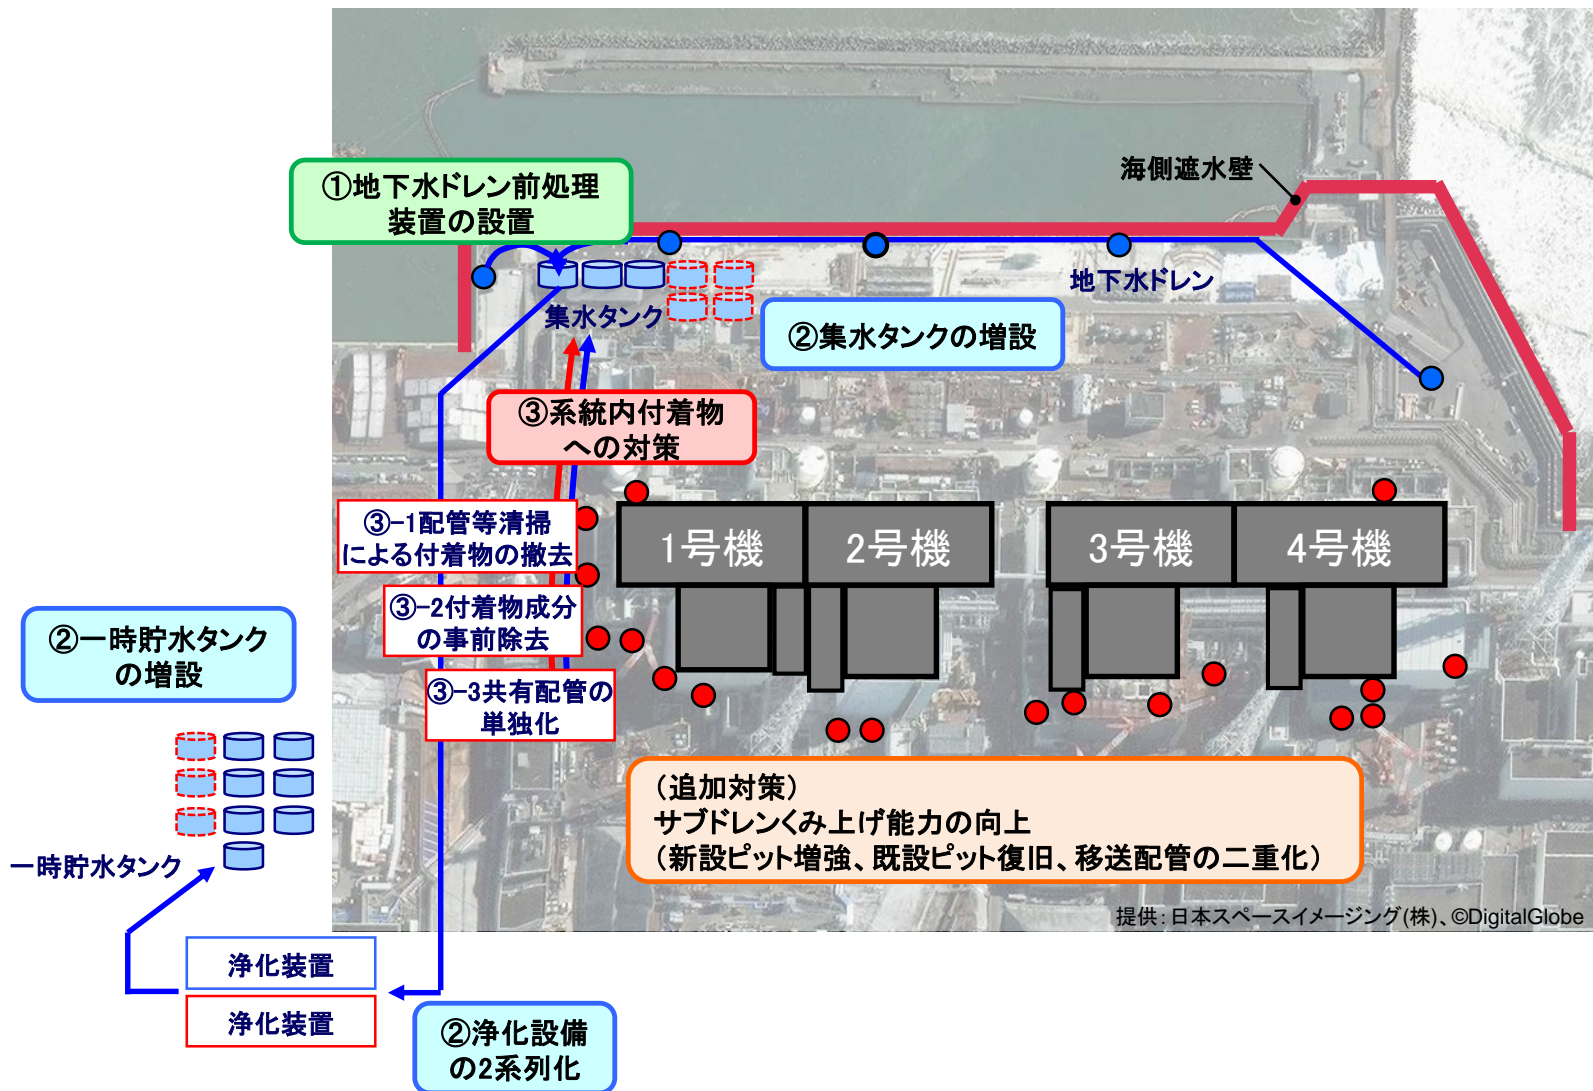 ①地下水ドレン前処理
装置の設置
海側遮水壁
地下水ドレン
集水タンク
②集水タンクの増設
③系統内付着物
への対策
③-1配管等清掃
による付着物の撤去
③-2付着物成分
の事前除去
③-3共有配管の
単独化
1号機
2号機
3号機
4号機
②一時貯水タンク
の増設
一時貯水タンク
(追加対策)
サブドレンくみ上げ能力の向上
(新設ピット増強、既設ピット復旧、移送配管の二重化)
提供:日本スペースイメージング(株)、©DigitalGlobe
浄化装置
浄化装置
②浄化設備
の2系列化